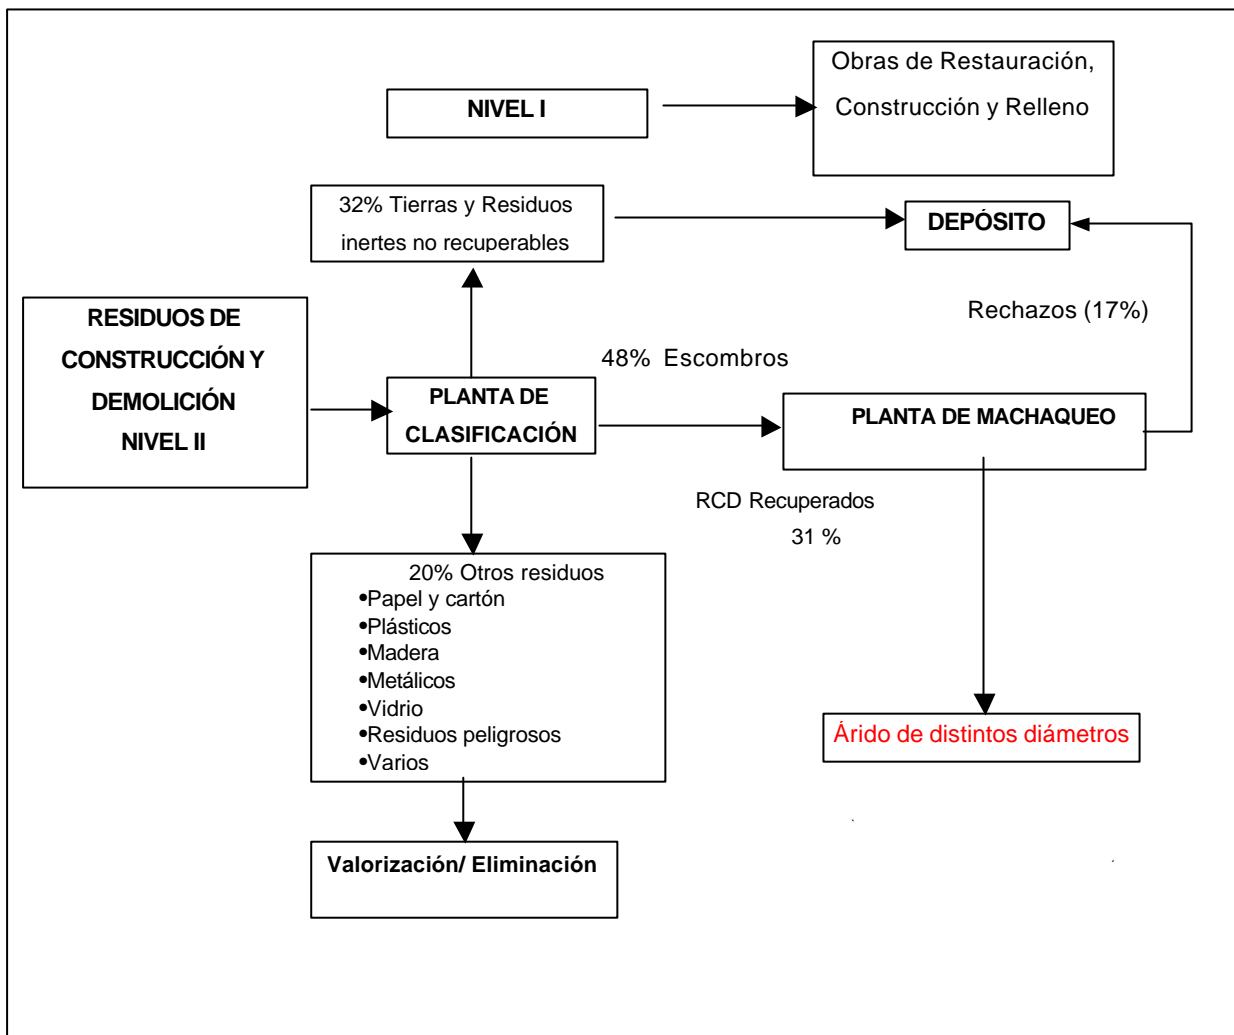 NIVEL I
Obras de Restauración,
Construcción y Relleno
32% Tierras y Residuos
inertes no recuperables
DEPÓSITO
Rechazos (17%)
RESIDUOS DE
CONSTRUCCIÓN Y
DEMOLICIÓN
NIVEL II
48% Escombros
PLANTA DE
CLASIFICACIÓN
PLANTA DE MACHAQUEO
RCD Recuperados
31 %
20% Otros residuos
•Papel y cartón
•Plásticos
•Madera
•Metálicos
•Vidrio
•Residuos peligrosos
•Varios
Árido de distintos diámetros
Valorización/ Eliminación